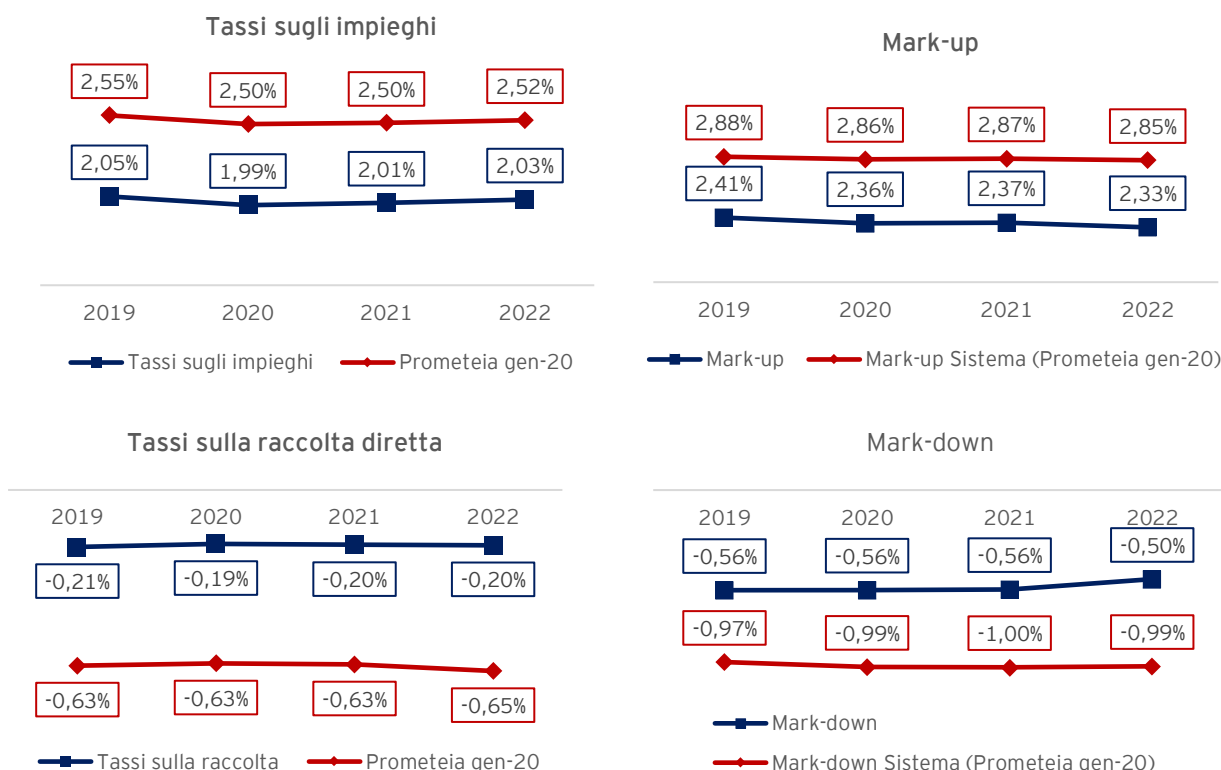 Tassi sugli impieghi
2,55% 2,50% 2,50% 2,52%
2,05% 1,99% 2,01% 2,03%
2019 2020 2021 2022
Tassi sugli impieghi Prometeia gen-20
Mark-up
2,88% 2,86% 2,87% 2,85%
2,41% 2,36% 2,37% 2,33%
2019 2020 2021 2022
Mark-up Mark-up Sistema (Prometeia gen-20)
Tassi sulla raccolta diretta
2019 2020 2021 2022
-0,21% -0,19% -0,20% -0,20%
-0,63% -0,63% -0,63% -0,65%
Tassi sulla raccolta Prometeia gen-20
Mark-down
2019 2020 2021 2022
-0,56% -0,56% -0,56% -0,50%
-0,97% -0,99% -1,00% -0,99%
Mark-down
Mark-down Sistema (Prometeia gen-20)